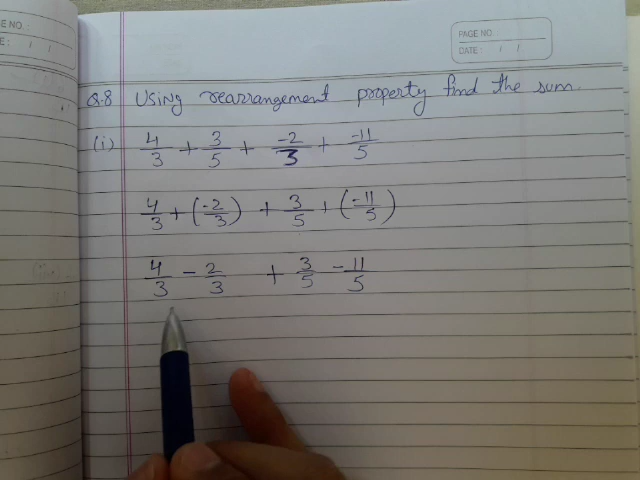 E NO.:
E: / /
PAGE NO
DATE: / /
Q.8 Using rearrangement property find the sum.
(i) 4/3 + 3/5 + -2/3 + -11/5
4/3 + (-2/3) + 3/5 + (-11/5)
4/3 - 2/3 + 3/5 - 11/5